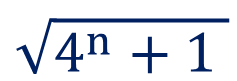 √4ⁿ + 1